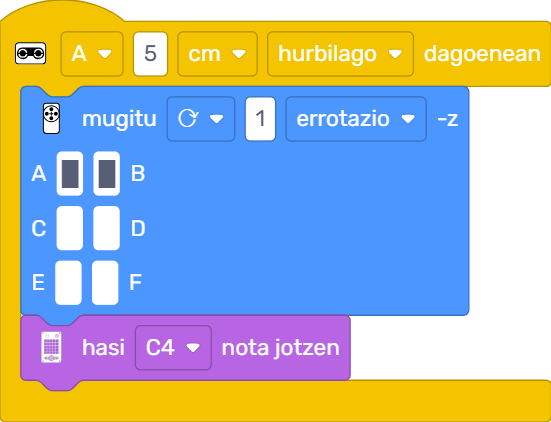 A 5 cm hurbilago dagoenean
mugitu 1 errotazio -z
A B
C D
E F
hasi C4 nota jotzen